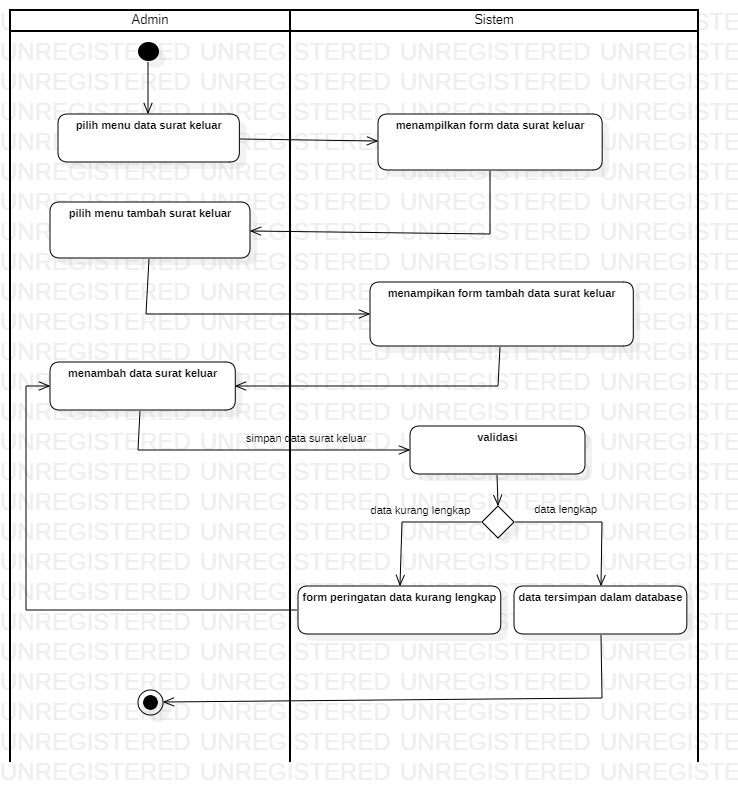 Admin
Sistem
pilih menu data surat keluar
menampilkan form data surat keluar
pilih menu tambah surat keluar
menampikan form tambah data surat keluar
menambah data surat keluar
simpan data surat keluar
validasi
data kurang lengkap
data lengkap
form peringatan data kurang lengkap
data tersimpan dalam database
UNREGISTERED